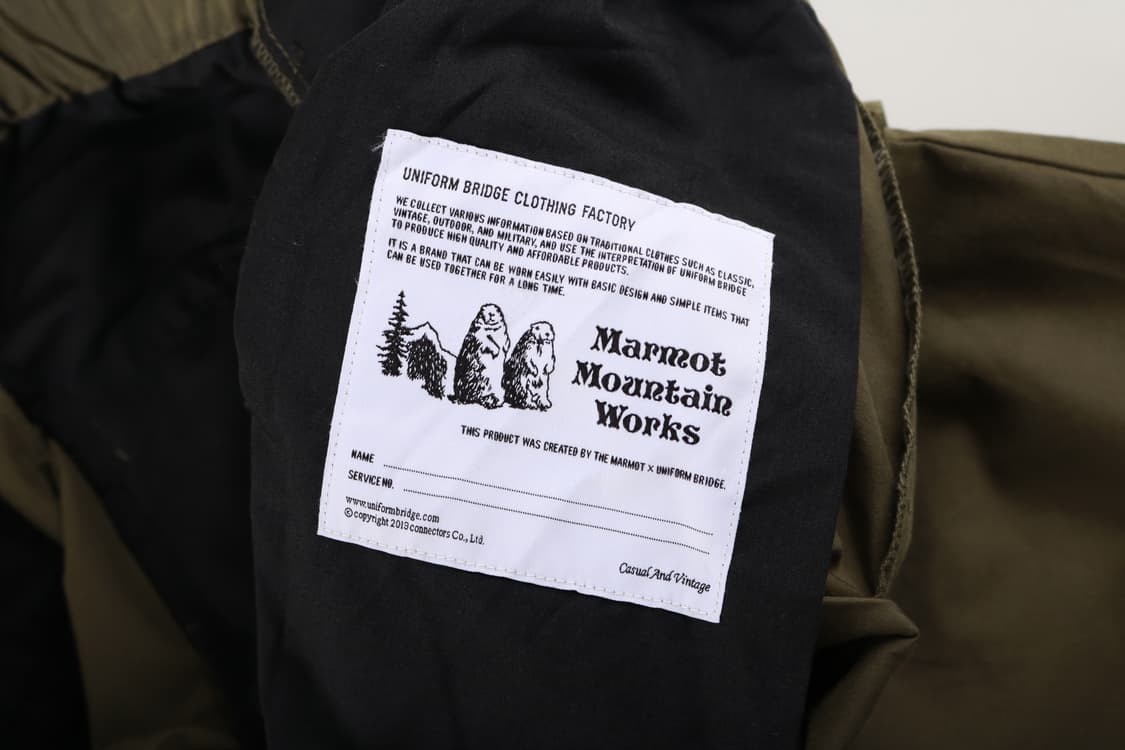 UNIFORM BRIDGE CLOTHING FACTORY
WE COLLECT VARIOUS INFORMATION BASED ON TRADITIONAL CLOTHES SUCH AS CLASSIC,
VINTAGE, OUTDOOR, AND MILITARY, AND USE THE INTERPRETATION OF UNIFORM BRIDGE
TO PRODUCE HIGH QUALITY AND AFFORDABLE PRODUCTS.
IT IS A BRAND THAT CAN BE WORN EASILY WITH BASIC DESIGN AND SIMPLE ITEMS THAT
CAN BE USED TOGETHER FOR A LONG TIME.
Marmot
Mountain
Works
THIS PRODUCT WAS CREATED BY THE MARMOT X UNIFORM BRIDGE.
NAME
SERVICE NO.
www.uniformbridge.com
© copyright 2019 connectors Co., Ltd.
Casual And Vintage